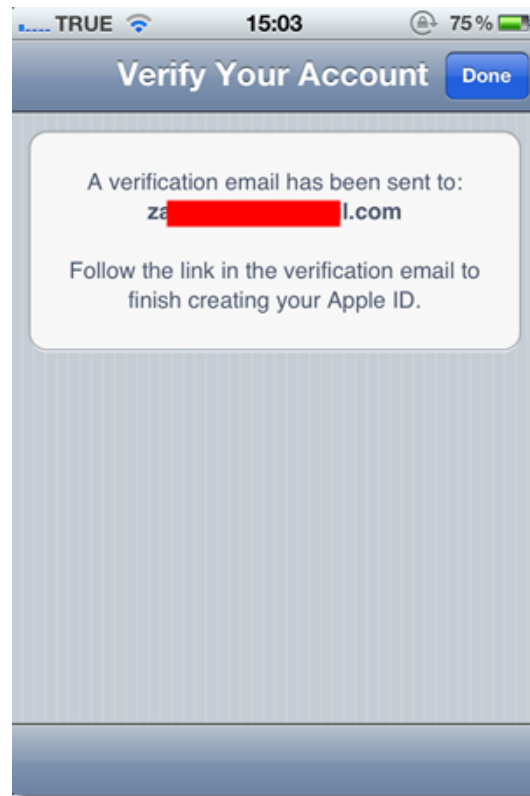 TRUE 15:03 75%
Verify Your Account Done
A verification email has been sent to:
za l.com
Follow the link in the verification email to
finish creating your Apple ID.